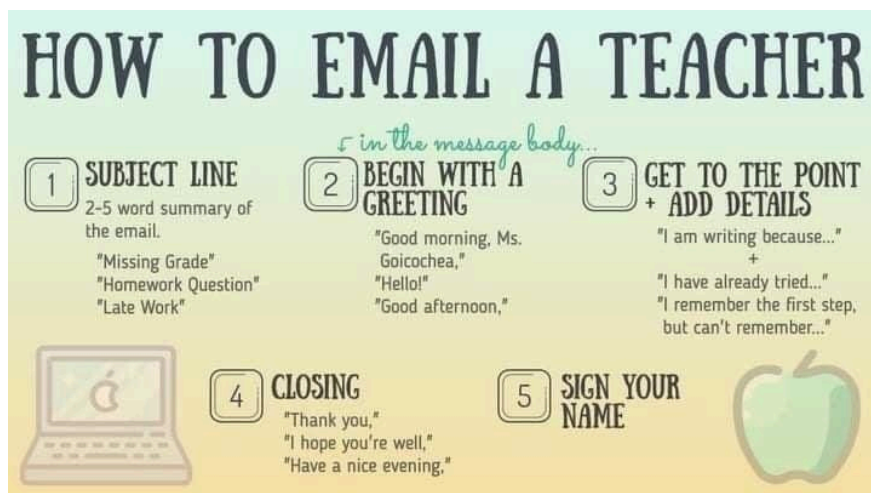 HOW TO EMAIL A TEACHER
in the message body...
1
SUBJECT LINE
2-5 word summary of
the email.
"Missing Grade"
"Homework Question"
"Late Work"
2
BEGIN WITH A
GREETING
"Good morning, Ms.
Goicochea,"
"Hello!"
"Good afternoon,"
3
GET TO THE POINT
+ ADD DETAILS
"I am writing because..."
+
"I have already tried..."
"I remember the first step,
but can't remember..."
4
CLOSING
"Thank you,"
"I hope you're well,"
"Have a nice evening,"
5
SIGN YOUR
NAME